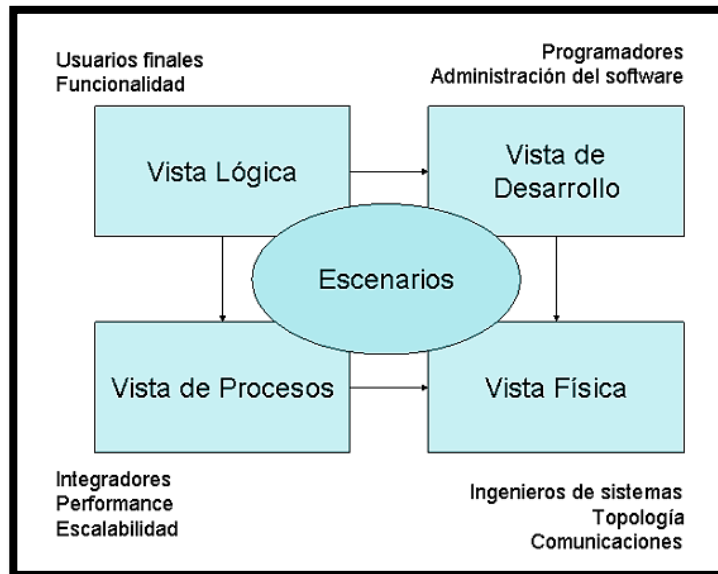 Usuarios finales
Funcionalidad
Programadores
Administración del software
Vista Lógica
Vista de
Desarrollo
Escenarios
Vista de Procesos
Vista Física
Integradores
Performance
Escalabilidad
Ingenieros de sistemas
Topología
Comunicaciones